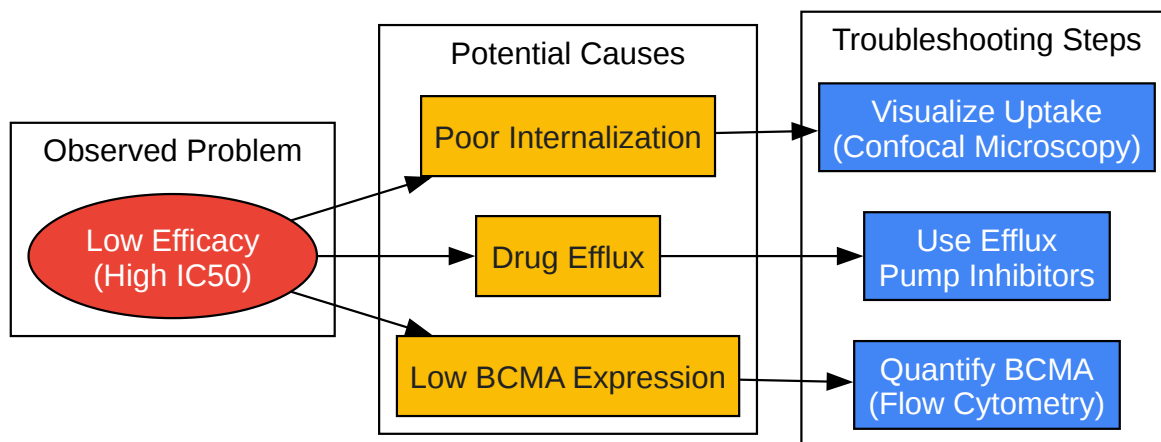 Observed Problem
Low Efficacy
(High IC50)
Potential Causes
Poor Internalization
Drug Efflux
Low BCMA Expression
Troubleshooting Steps
Visualize Uptake
(Confocal Microscopy)
Use Efflux
Pump Inhibitors
Quantify BCMA
(Flow Cytometry)